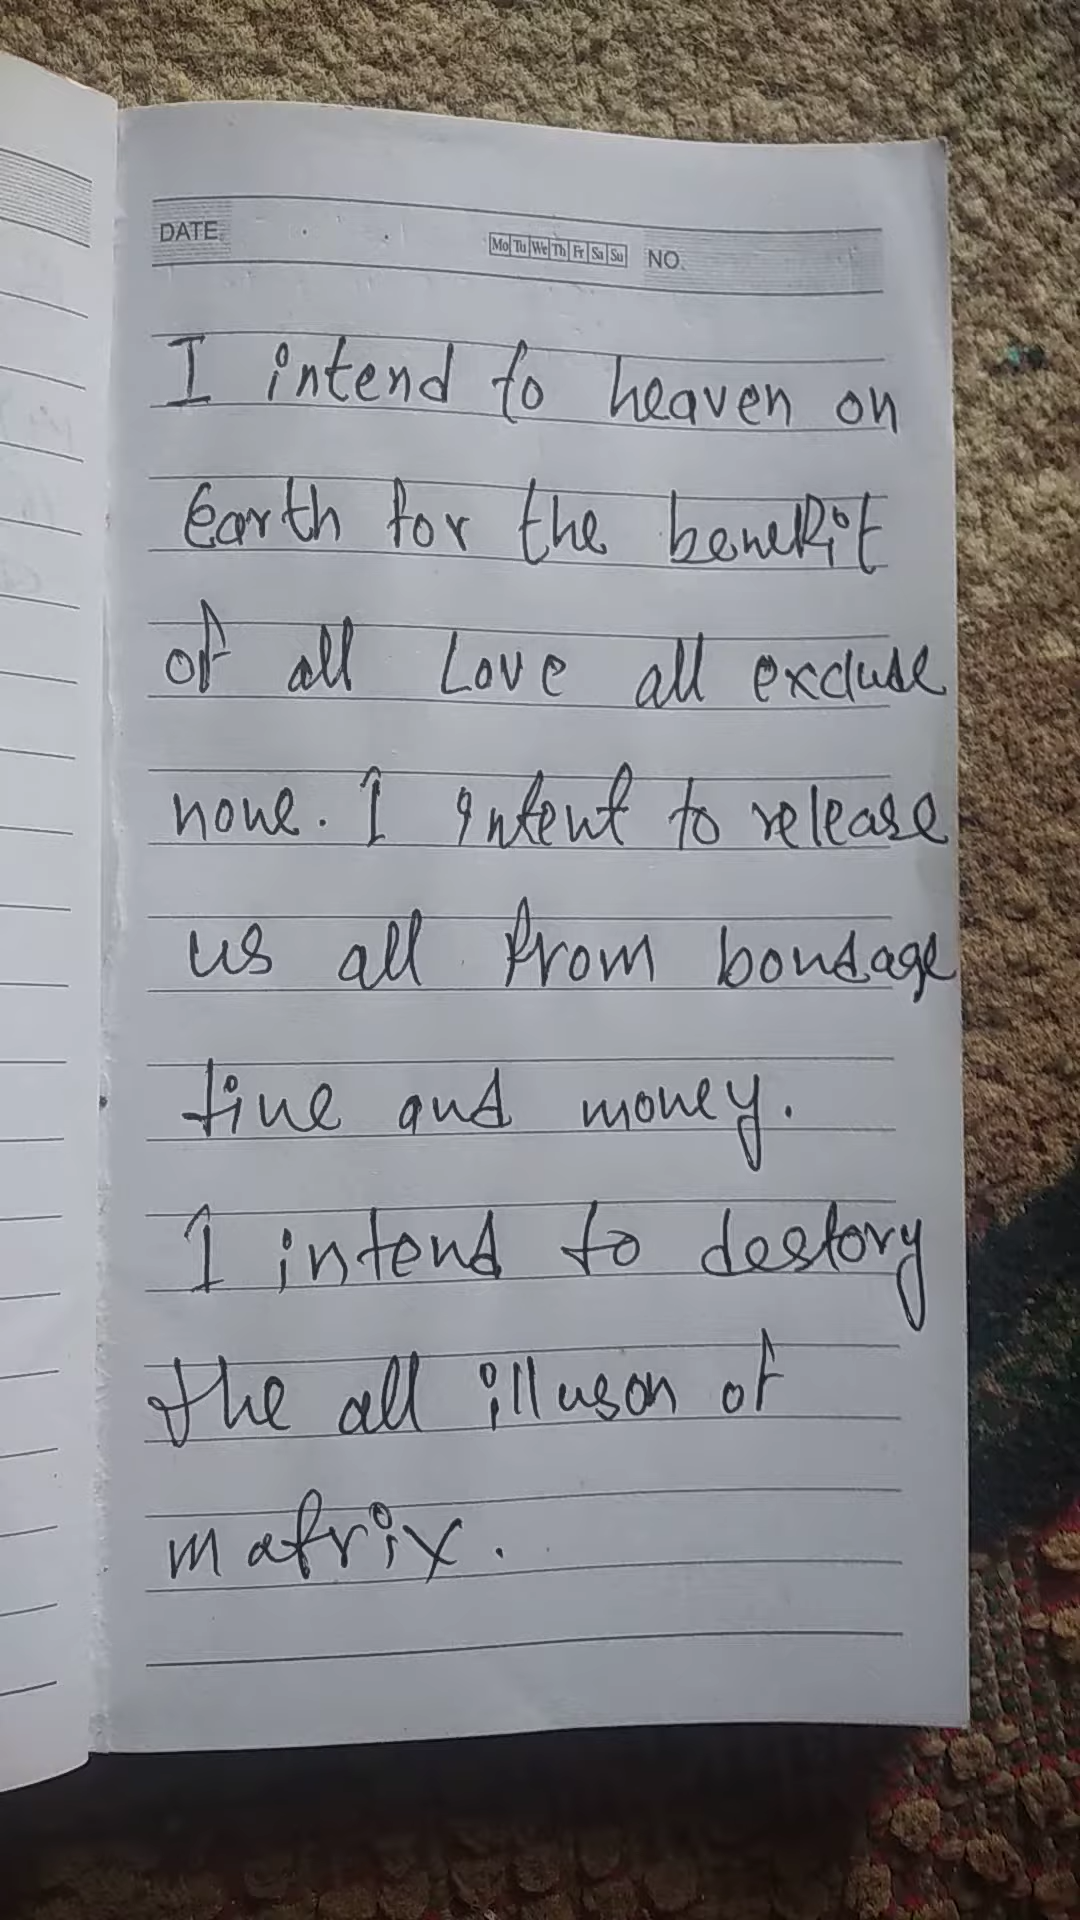 DATE Mo Tu We Th Fr Sa Su NO.
I intend to heaven on
Earth for the benefit
of all Love all exclude
none. I intent to release
us all from bondage
time and money.
I intend to destory
the all illuson of
matrix.